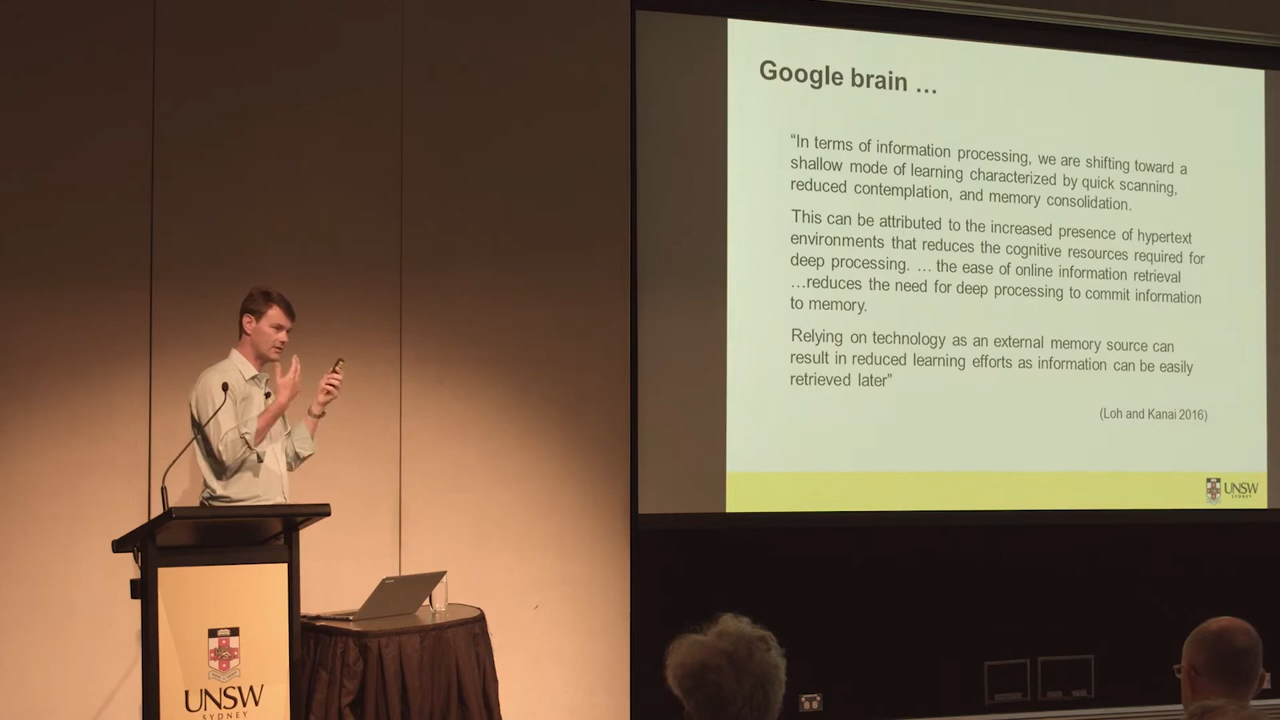 Google brain …
“In terms of information processing, we are shifting toward a
shallow mode of learning characterized by quick scanning,
reduced contemplation, and memory consolidation.
This can be attributed to the increased presence of hypertext
environments that reduces the cognitive resources required for
deep processing. … the ease of online information retrieval
…reduces the need for deep processing to commit information
to memory.
Relying on technology as an external memory source can
result in reduced learning efforts as information can be easily
retrieved later”
(Loh and Kanai 2016)
UNSW
SYDNEY
UNSW
SYDNEY